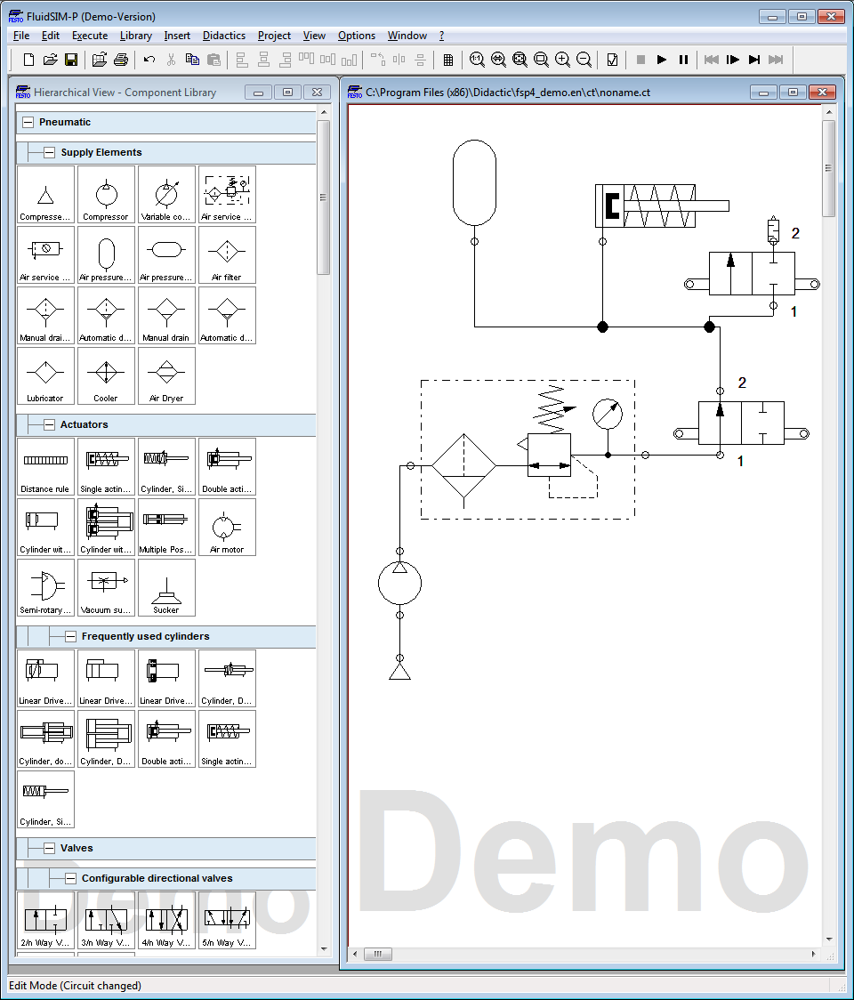 FluidSIM-P (Demo-Version)
File Edit Execute Library Insert Didactics Project View Options Window ?
FESTO Hierarchical View - Component Library
FESTO C:\Program Files (x86)\Didactic\fsp4_demo.en\ct\noname.ct
Pneumatic
Supply Elements
Compresse... Compressor Variable co... Air service ...
Air service ... Air pressure... Air pressure... Air filter
Manual drai... Automatic d... Manual drain Automatic d...
Lubricator Cooler Air Dryer
Actuators
Distance rule Single actin... Cylinder, Si... Double acti...
Cylinder wit... Cylinder wit... Multiple Pos... Air motor
Semi-rotary... Vacuum su... Sucker
Frequently used cylinders
Linear Drive... Linear Drive... Linear Drive... Cylinder, D...
Cylinder, do... Cylinder, D... Double acti... Single actin...
Cylinder, Si...
Valves
Configurable directional valves
2/n Way V... 3/n Way V... 4/n Way V... 5/n Way V...
2
1
2
1
Demo
Demo
Edit Mode (Circuit changed)